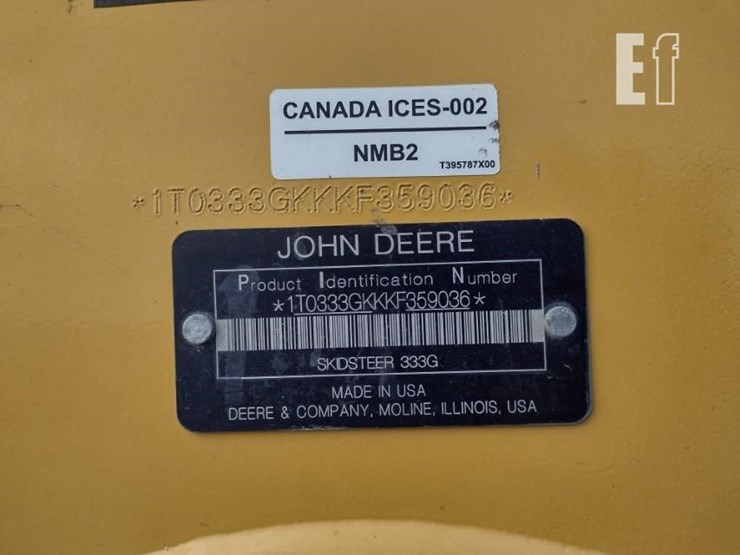 Ef
CANADA ICES-002
NMB2
T395787X00
*1T0333GKKKF359036*
JOHN DEERE
Product Identification Number
*1T0333GKKKF359036*
SKIDSTEER 333G
MADE IN USA
DEERE & COMPANY, MOLINE, ILLINOIS, USA